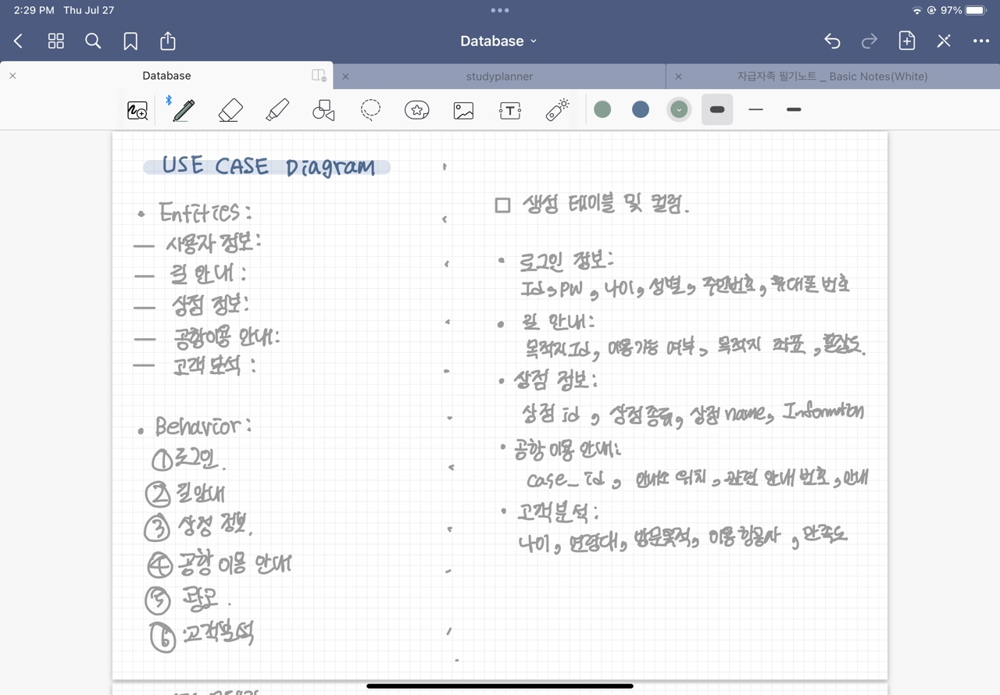 2:29 PM Thu Jul 27
97%
Database
Database
studyplanner
자급자족 필기노트 _ Basic Notes(White)
USE CASE Diagram
• Entities:
— 사용자 정보:
— 길 안내:
— 상점 정보:
— 공항이용 안내:
— 고객 분석:
• Behavior:
① 로그인.
② 길안내
③ 상점 정보.
④ 공항 이용 안내
⑤ 광고.
⑥ 고객분석
□ 생성 테이블 및 컬럼.
• 로그인 정보:
Id, PW, 나이, 성별, 주민번호, 휴대폰 번호
• 길 안내:
목적지Id, 이용가능 여부, 목적지 좌표, 혼잡도.
• 상점 정보:
상점 id, 상점종류, 상점name, Information
• 공항 이용 안내:
case_id, 안내소 위치, 관련 안내 번호, 안내
• 고객분석:
나이, 연령대, 방문목적, 이용항공사, 만족도